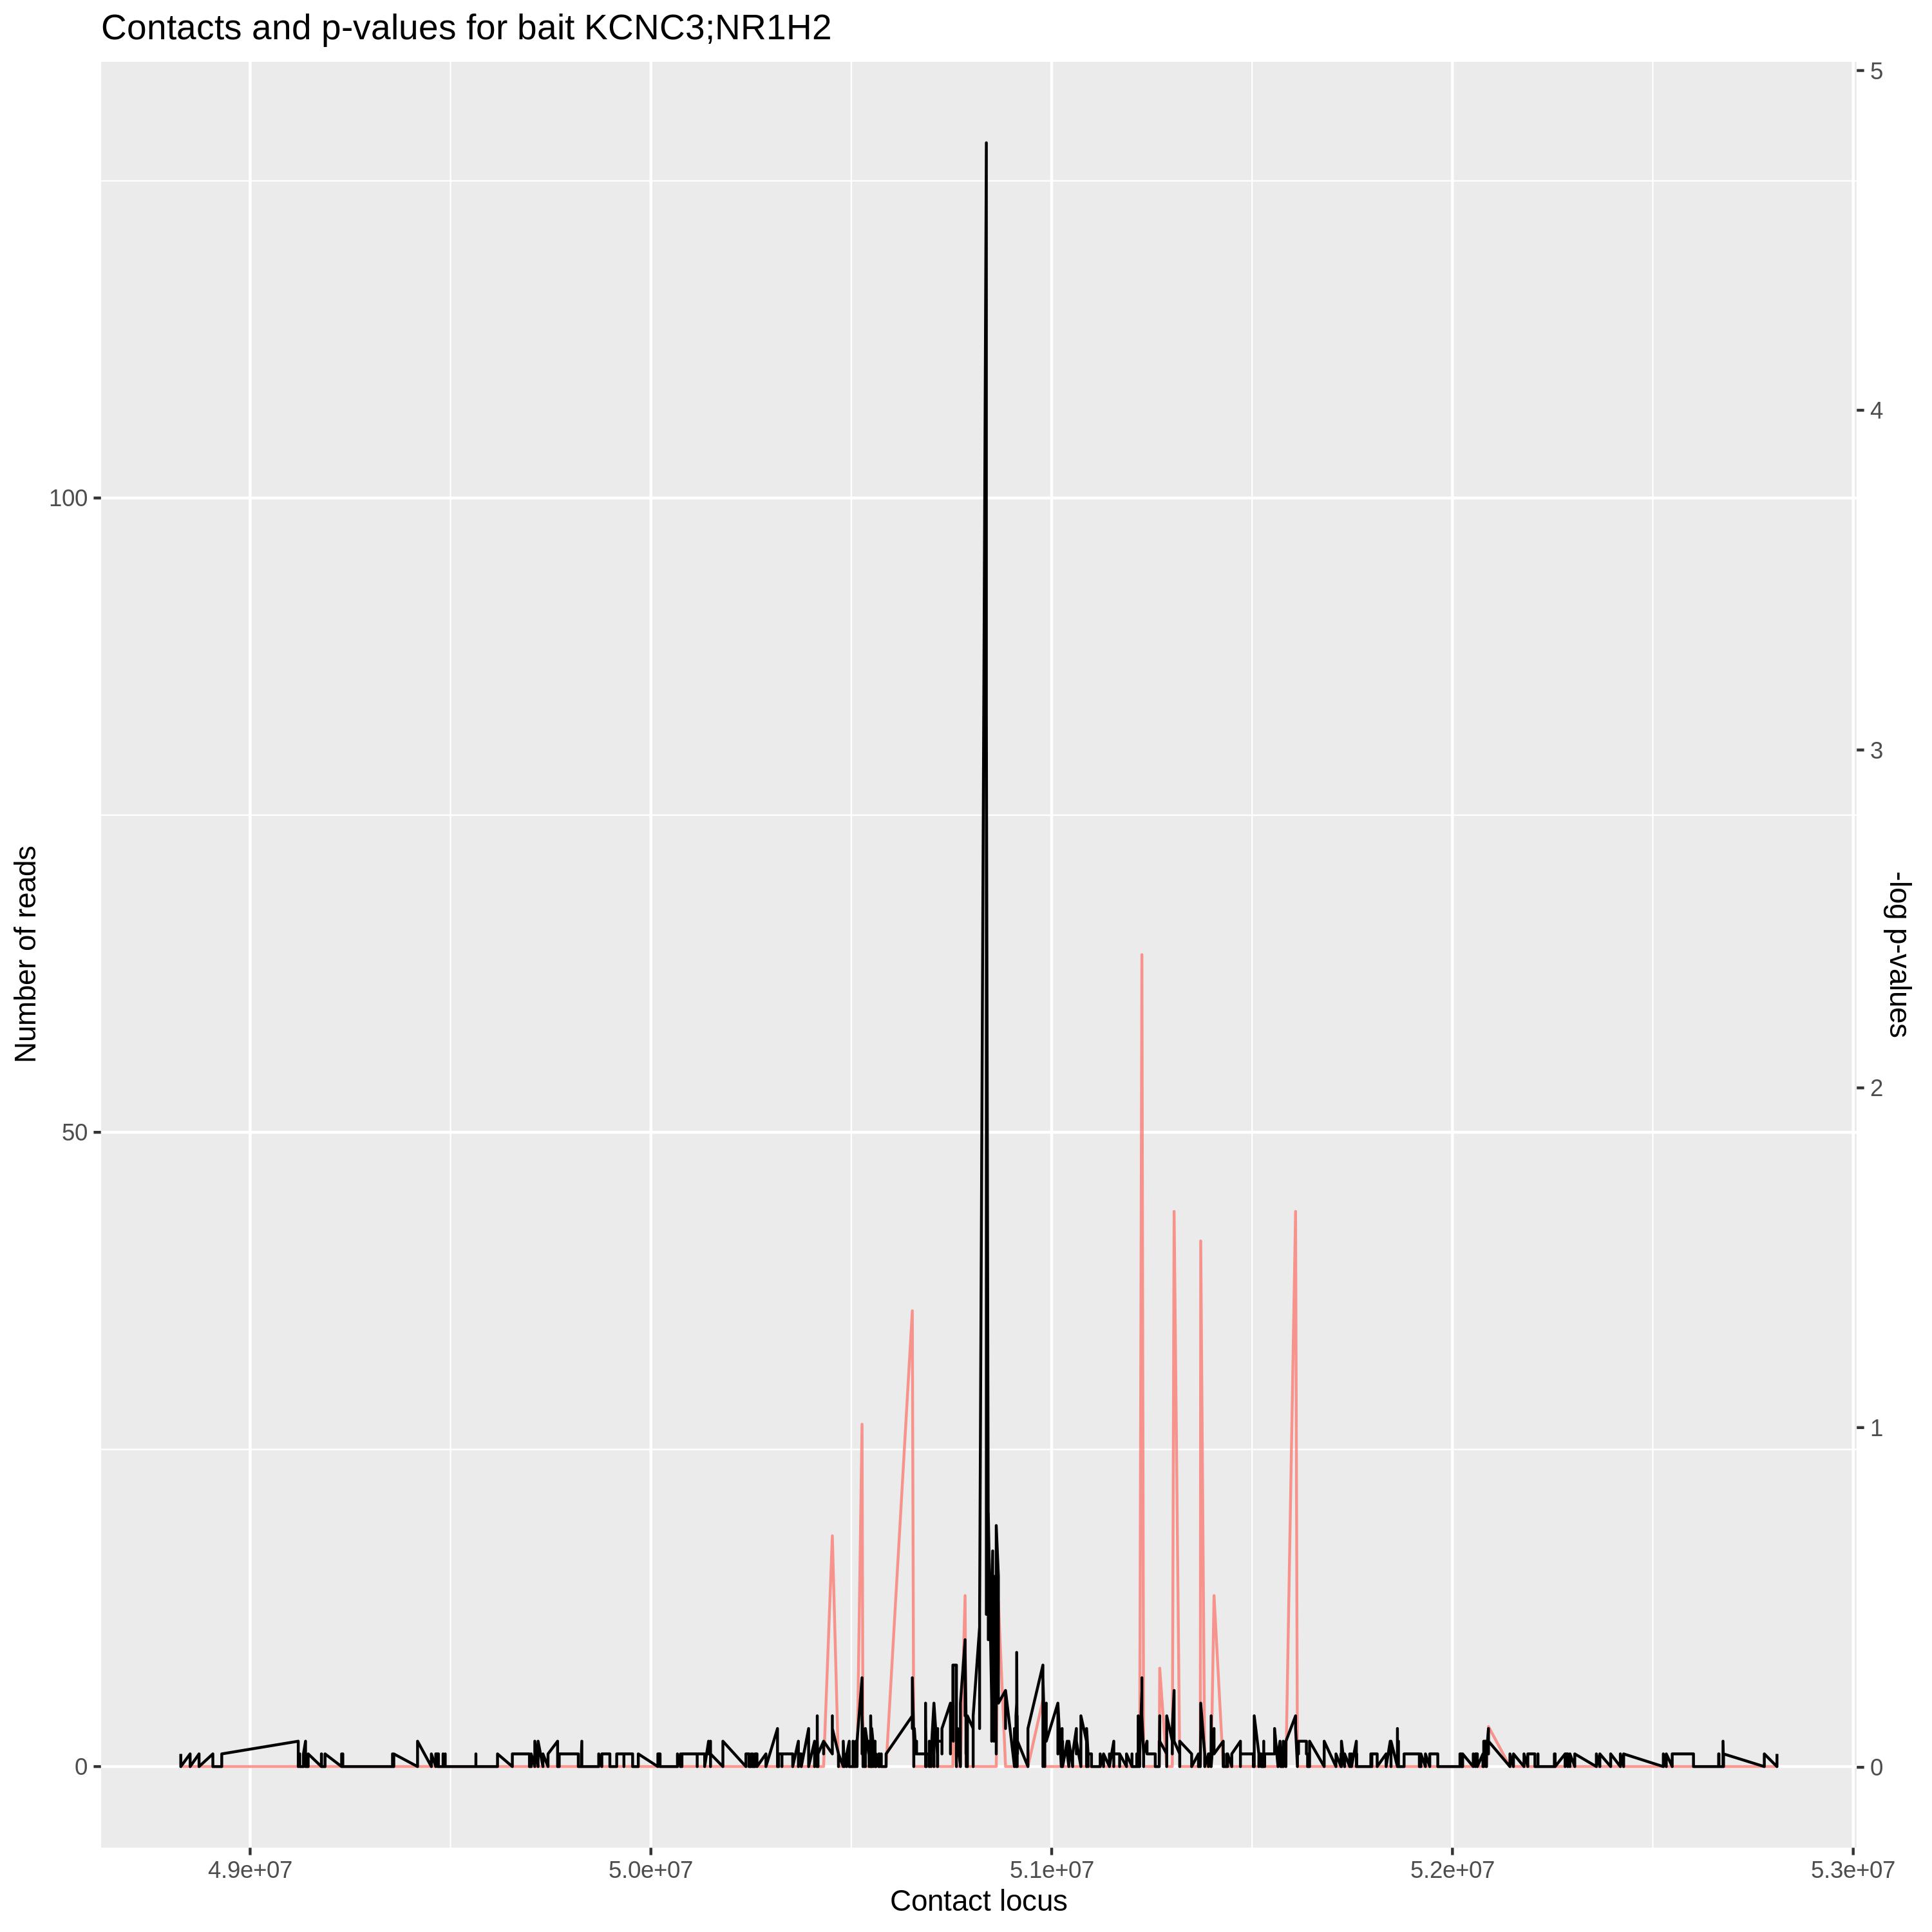 Contacts and p-values for bait KCNC3;NR1H2
Number of reads
100
50
0
5
4
3
2
1
0
-log p-values
4.9e+07 5.0e+07 5.1e+07 5.2e+07 5.3e+07
Contact locus